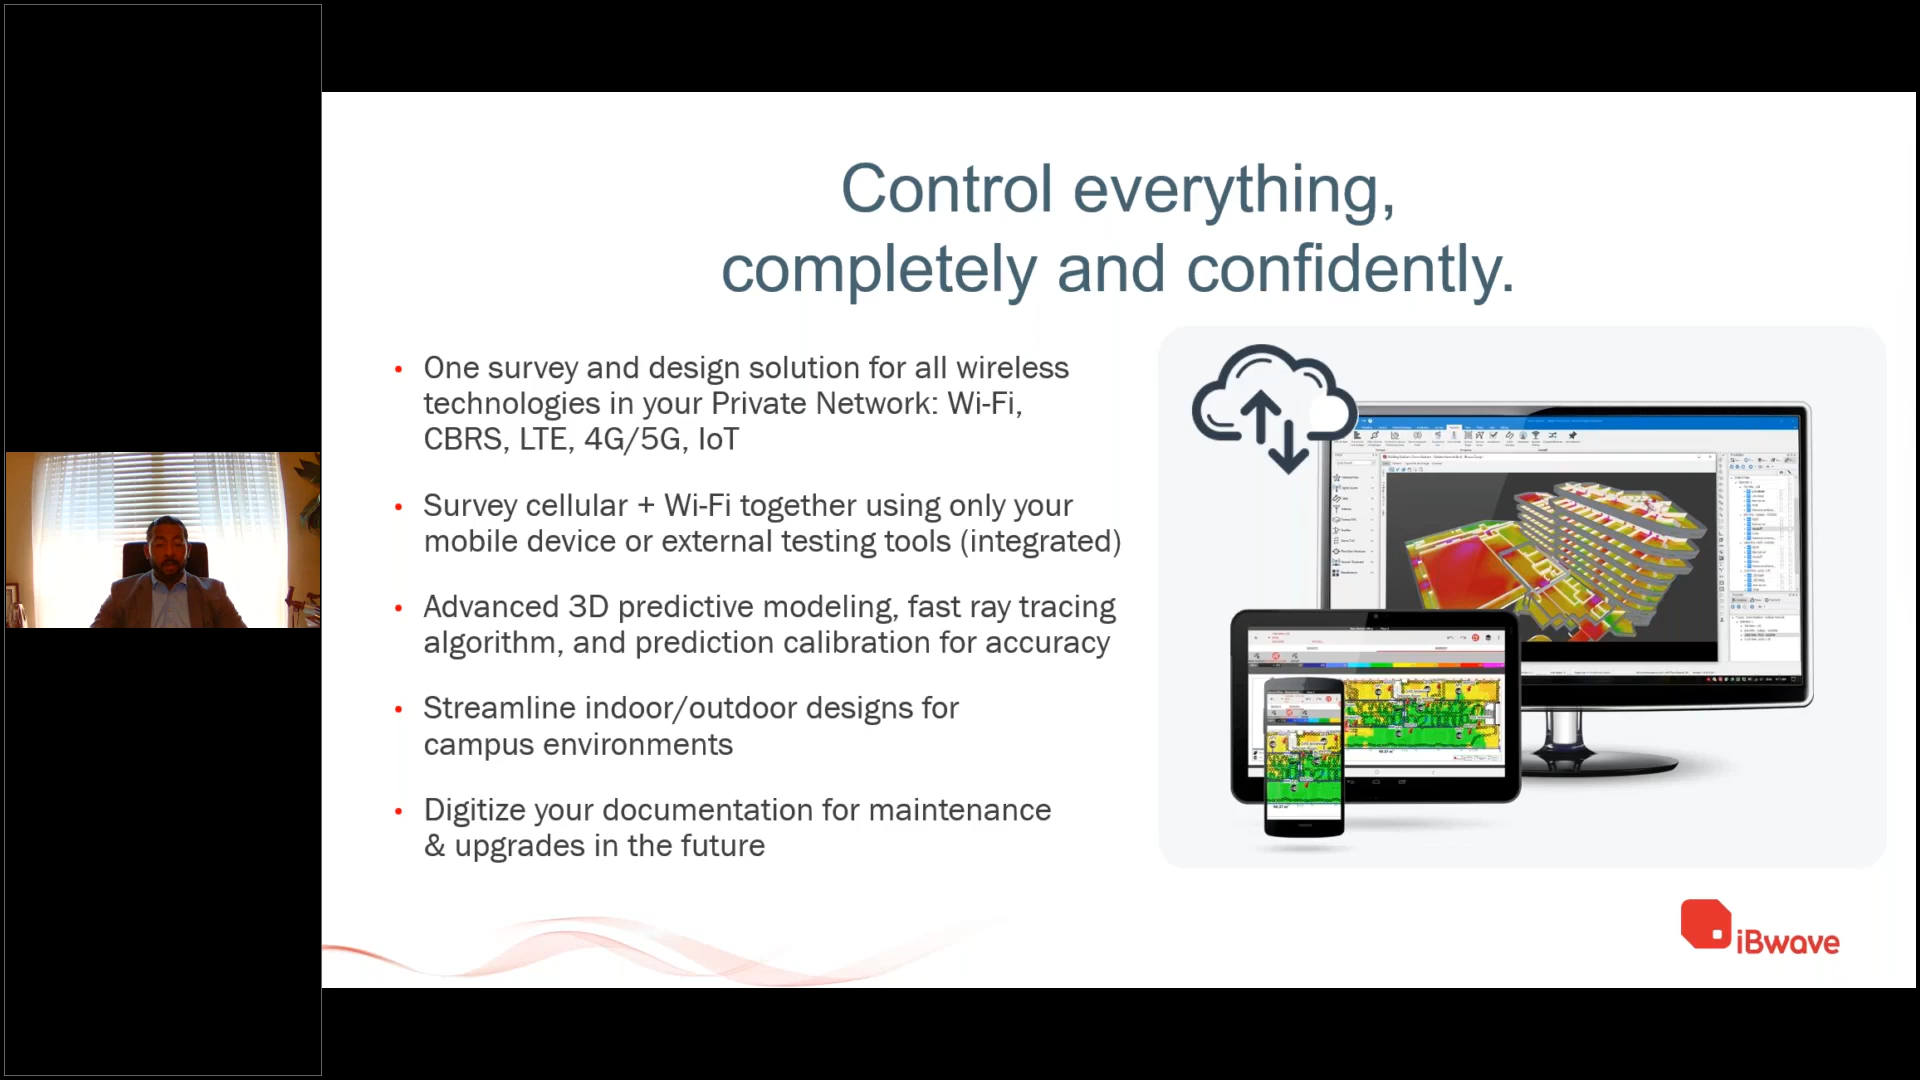 Control everything,
completely and confidently.
• One survey and design solution for all wireless
technologies in your Private Network: Wi-Fi,
CBRS, LTE, 4G/5G, IoT
• Survey cellular + Wi-Fi together using only your
mobile device or external testing tools (integrated)
• Advanced 3D predictive modeling, fast ray tracing
algorithm, and prediction calibration for accuracy
• Streamline indoor/outdoor designs for
campus environments
• Digitize your documentation for maintenance
& upgrades in the future
iBwave